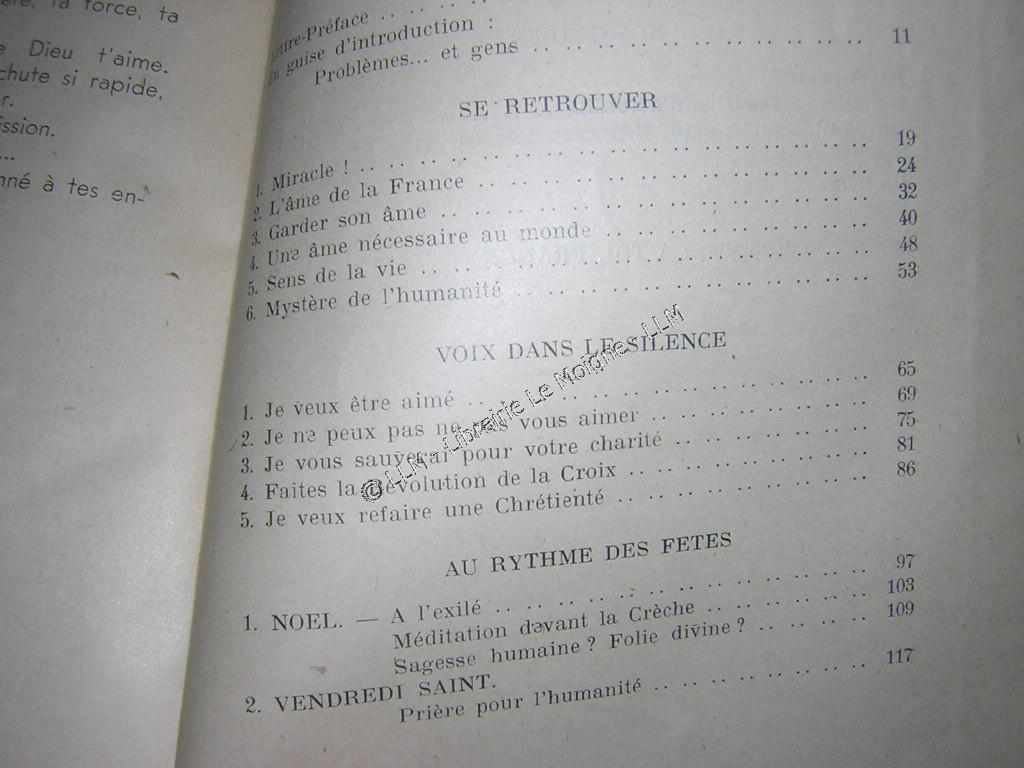 la force, ta
Dieu t'aime.
chute si rapide,
...
tes en-
Lettre-Préface .. .. ..
En guise d'introduction :
Problèmes... et gens .. .. .. .. .. .. .. .. .. .. 11
SE RETROUVER
1. Miracle ! .. .. .. .. .. .. .. .. .. .. .. .. .. .. 19
2. L'âme de la France .. .. .. .. .. .. .. .. .. .. .. 24
3. Garder son âme .. .. .. .. .. .. .. .. .. .. .. .. 32
4. Une âme nécessaire au monde .. .. .. .. .. .. .. 40
5. Sens de la vie .. .. .. .. .. .. .. .. .. .. .. .. 48
6. Mystère de l'humanité .. .. .. .. .. .. .. .. .. 53
VOIX DANS LE SILENCE
1. Je veux être aimé .. .. .. .. .. .. .. .. .. .. .. 65
2. Je ne peux pas ne pas vous aimer .. .. .. .. .. .. 69
3. Je vous sauverai pour votre charité .. .. .. .. .. 75
4. Faites la Révolution de la Croix .. .. .. .. .. .. 81
5. Je veux refaire une Chrétienté .. .. .. .. .. .. .. 86
AU RYTHME DES FETES
1. NOEL. — A l'exilé .. .. .. .. .. .. .. .. .. .. .. 97
Méditation devant la Crèche .. .. .. .. .. 103
Sagesse humaine ? Folie divine ? .. .. .. 109
2. VENDREDI SAINT.
Prière pour l'humanité .. .. .. .. .. .. 117
© LLM - Librairie Le Moigne - LLM